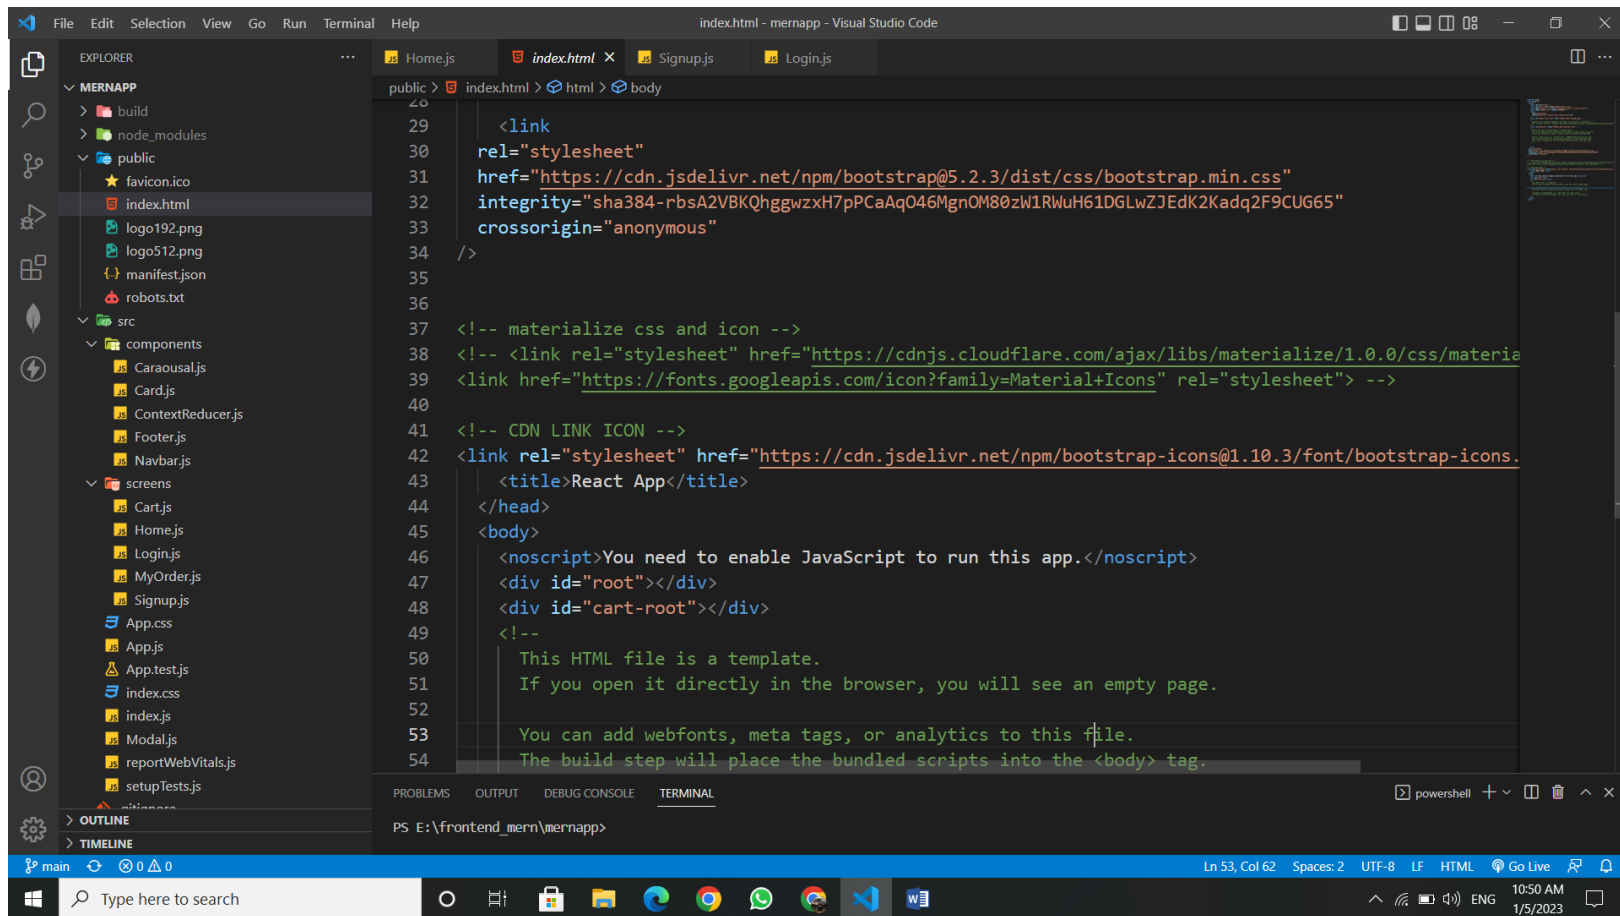 File Edit Selection View Go Run Terminal Help
index.html - mernapp - Visual Studio Code
EXPLORER
MERNAPP
build
node_modules
public
favicon.ico
index.html
logo192.png
logo512.png
manifest.json
robots.txt
src
components
Caraousal.js
Card.js
ContextReducer.js
Footer.js
Navbar.js
screens
Cart.js
Home.js
Login.js
MyOrder.js
Signup.js
App.css
App.js
App.test.js
index.css
index.js
Modal.js
reportWebVitals.js
setupTests.js
.gitignore
OUTLINE
TIMELINE
Home.js index.html Signup.js Login.js
public > index.html > html > body
28
29 <link
30 rel="stylesheet"
31 href="https://cdn.jsdelivr.net/npm/bootstrap@5.2.3/dist/css/bootstrap.min.css"
32 integrity="sha384-rbsA2VBKQhggwzxH7pPCaAqO46MgnOM80zW1RWuH61DGLwZJEdK2Kadq2F9CUG65"
33 crossorigin="anonymous"
34 />
35
36
37 <!-- materialize css and icon -->
38 <!-- <link rel="stylesheet" href="https://cdnjs.cloudflare.com/ajax/libs/materialize/1.0.0/css/materia
39 <link href="https://fonts.googleapis.com/icon?family=Material+Icons" rel="stylesheet"> -->
40
41 <!-- CDN LINK ICON -->
42 <link rel="stylesheet" href="https://cdn.jsdelivr.net/npm/bootstrap-icons@1.10.3/font/bootstrap-icons.
43 <title>React App</title>
44 </head>
45 <body>
46 <noscript>You need to enable JavaScript to run this app.</noscript>
47 <div id="root"></div>
48 <div id="cart-root"></div>
49 <!--
50 This HTML file is a template.
51 If you open it directly in the browser, you will see an empty page.
52
53 You can add webfonts, meta tags, or analytics to this file.
54 The build step will place the bundled scripts into the <body> tag.
PROBLEMS OUTPUT DEBUG CONSOLE TERMINAL
powershell
PS E:\frontend_mern\mernapp>
main 0 0
Ln 53, Col 62 Spaces: 2 UTF-8 LF HTML Go Live
Type here to search
ENG
10:50 AM
1/5/2023